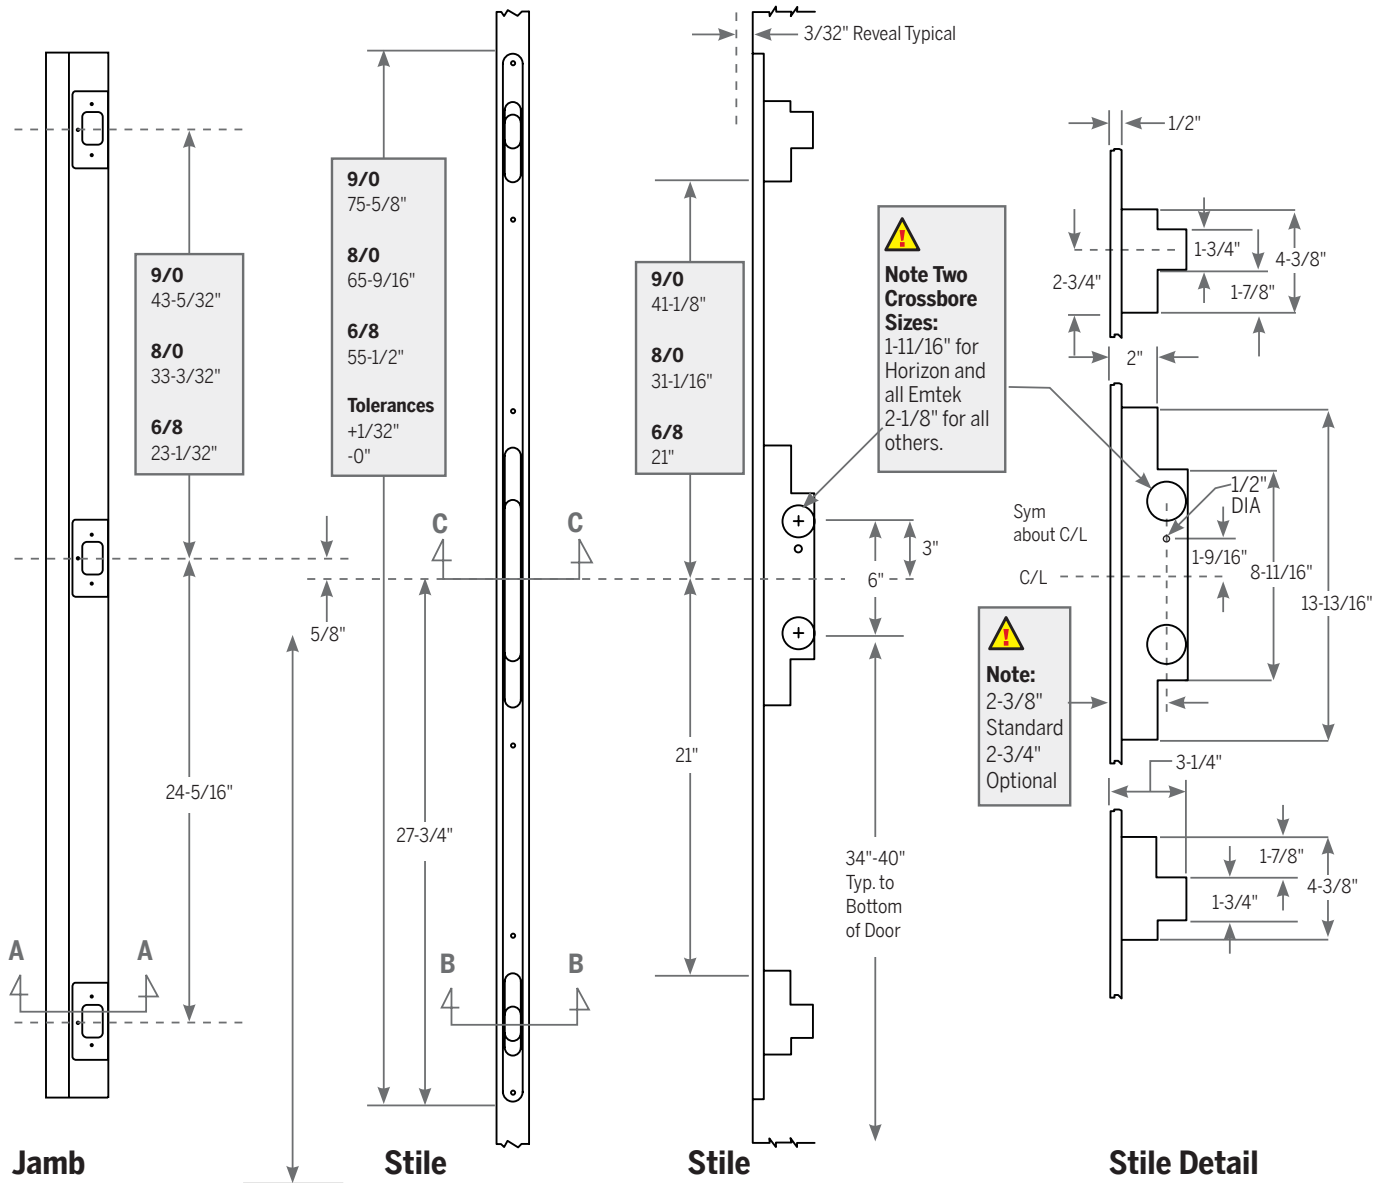 3/32" Reveal Typical
9/0
43-5/32"
8/0
33-3/32"
6/8
23-1/32"
24-5/16"
A
A
Jamb
9/0
75-5/8"
8/0
65-9/16"
6/8
55-1/2"
Tolerances
+1/32"
-0"
5/8"
C
C
27-3/4"
B
B
Stile
9/0
41-1/8"
8/0
31-1/16"
6/8
21"
21"
3"
6"
34"-40"
Typ. to
Bottom
of Door
Stile
Note Two
Crossbore
Sizes:
1-11/16" for
Horizon and
all Emtek
2-1/8" for all
others.
1/2"
1-3/4"
4-3/8"
2-3/4"
1-7/8"
2"
1/2"
DIA
Sym
about C/L
1-9/16"
8-11/16"
C/L
13-13/16"
Note:
2-3/8"
Standard
2-3/4"
Optional
3-1/4"
1-7/8"
4-3/8"
1-3/4"
Stile Detail